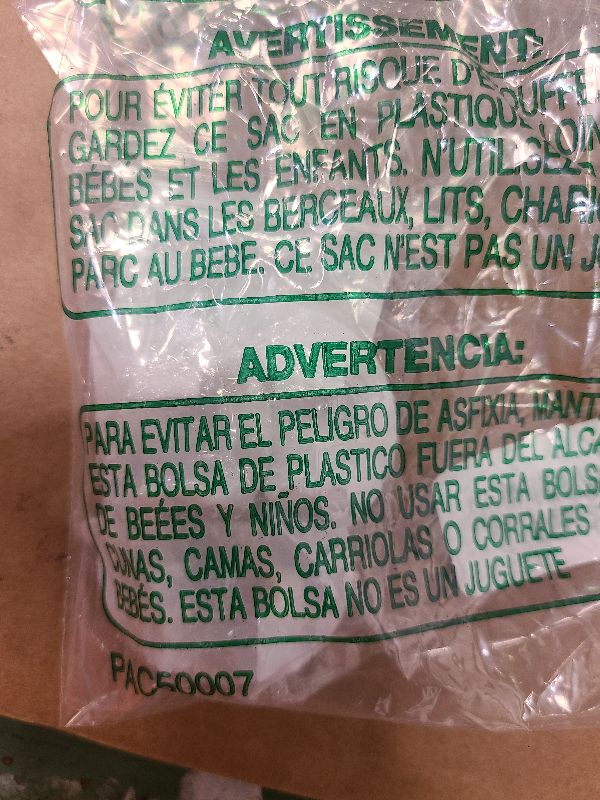 AVERTISSEMENT:
POUR ÉVITER TOUT RISQUE
GARDEZ CE SAC EN PLASTIQUE
BÉBES ET LES ENFANTS. N'UTILISEZ
SAC DANS LES BERCEAUX, LITS,
PARC AU BEBE. CE SAC N'EST PAS UN
ADVERTENCIA:
PARA EVITAR EL PELIGRO DE ASFIXIA,
ESTA BOLSA DE PLASTICO FUERA DEL
DE BEÉES Y NIÑOS. NO USAR ESTA BOLS
CUNAS, CAMAS, CARRIOLAS O CORRALES
BEBÉS. ESTA BOLSA NO ES UN JUGUETE
PAC50007